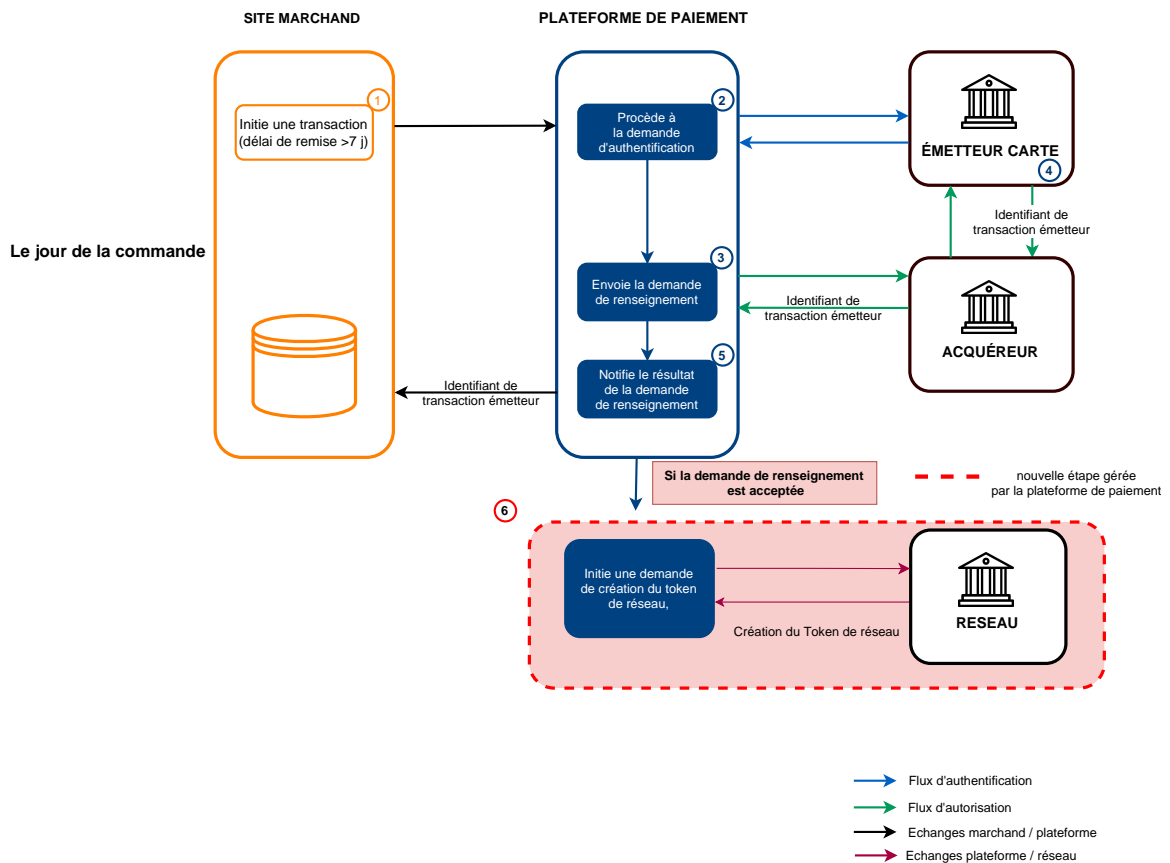 SITE MARCHAND
PLATEFORME DE PAIEMENT
1
Initie une transaction
(délai de remise >7 j)
2
Procède à
la demande
d'authentification
ÉMETTEUR CARTE
4
Identifiant de
transaction émetteur
Le jour de la commande
3
Envoie la demande
de renseignement
Identifiant de
transaction émetteur
ACQUÉREUR
5
Notifie le résultat
de la demande
de renseignement
Identifiant de
transaction émetteur
Si la demande de renseignement
est acceptée
nouvelle étape gérée
par la plateforme de paiement
6
Initie une demande
de création du token
de réseau,
Création du Token de réseau
RESEAU
Flux d'authentification
Flux d'autorisation
Echanges marchand / plateforme
Echanges plateforme / réseau